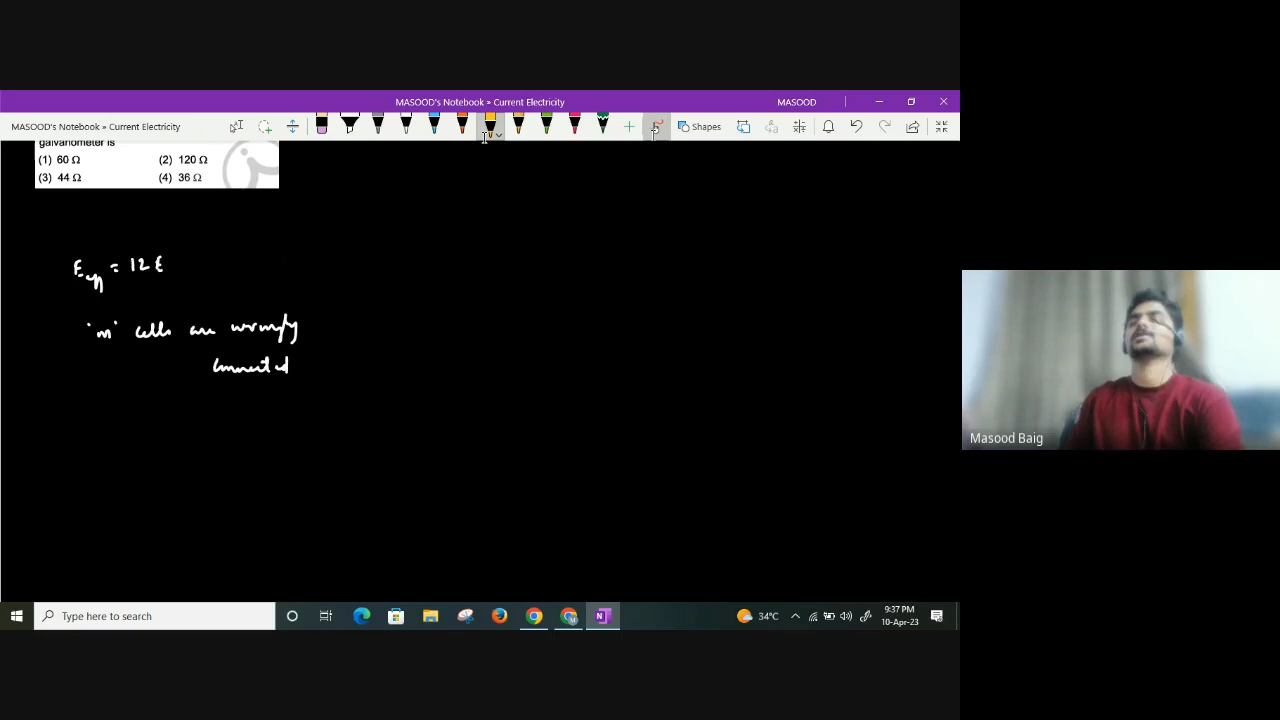 MASOOD's Notebook » Current Electricity
MASOOD
MASOOD's Notebook » Current Electricity
Shapes
galvanometer is
(1) 60 Ω (2) 120 Ω
(3) 44 Ω (4) 36 Ω
E_eff = 12 E
'm' cells are wrongly
connected
Masood Baig
Type here to search
34°C
9:37 PM
10-Apr-23